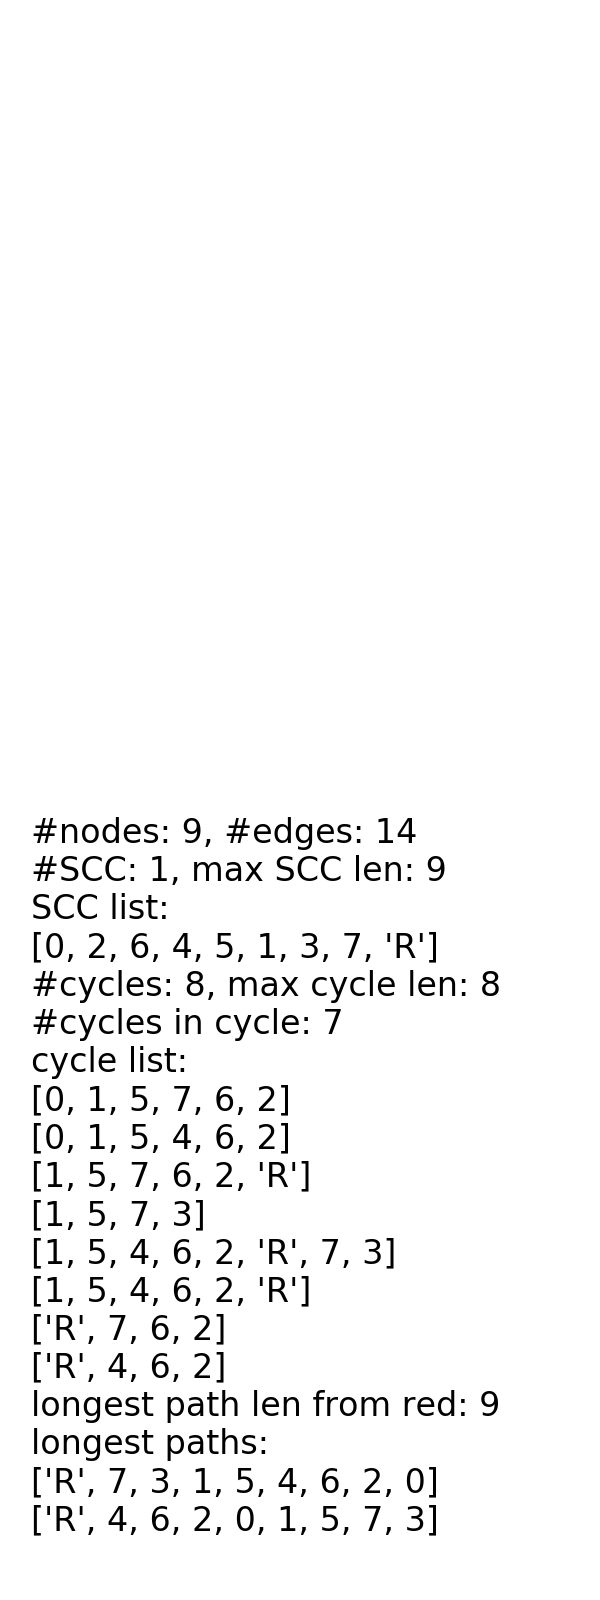 #nodes: 9, #edges: 14
#SCC: 1, max SCC len: 9
SCC list:
[0, 2, 6, 4, 5, 1, 3, 7, 'R']
#cycles: 8, max cycle len: 8
#cycles in cycle: 7
cycle list:
[0, 1, 5, 7, 6, 2]
[0, 1, 5, 4, 6, 2]
[1, 5, 7, 6, 2, 'R']
[1, 5, 7, 3]
[1, 5, 4, 6, 2, 'R', 7, 3]
[1, 5, 4, 6, 2, 'R']
['R', 7, 6, 2]
['R', 4, 6, 2]
longest path len from red: 9
longest paths:
['R', 7, 3, 1, 5, 4, 6, 2, 0]
['R', 4, 6, 2, 0, 1, 5, 7, 3]